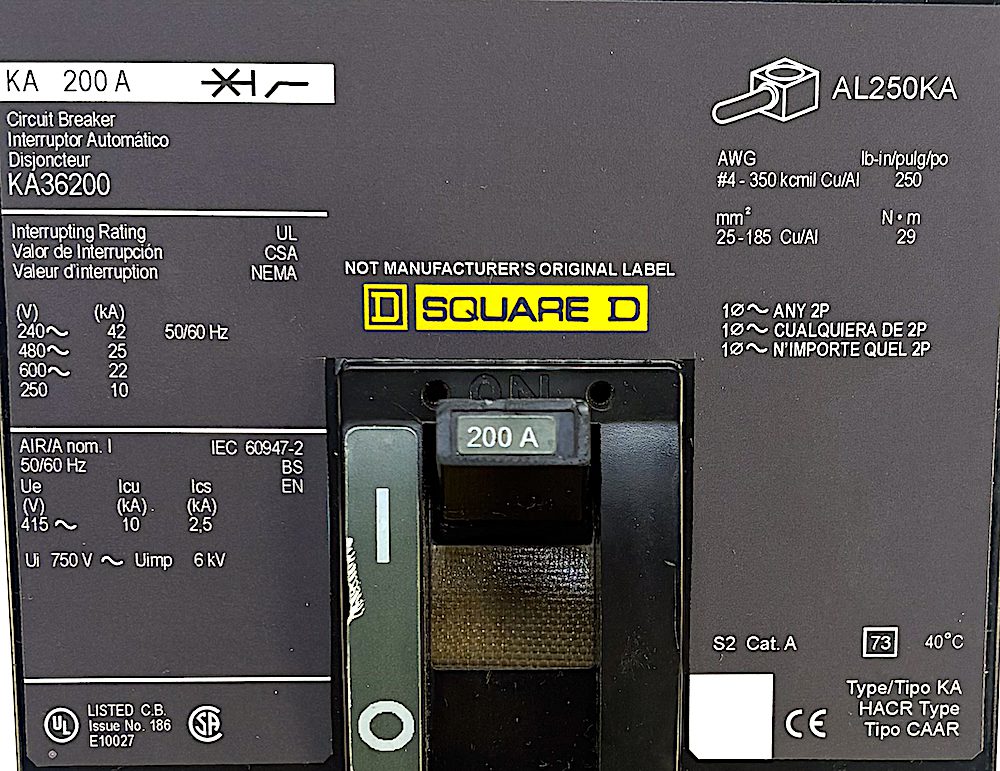 KA 200 A
Circuit Breaker
Interruptor Automático
Disjoncteur
KA36200
Interrupting Rating UL
Valor de Interrupción CSA
Valeur d'interruption NEMA
(V) (kA)
240~ 42 50/60 Hz
480~ 25
600~ 22
250 10
AIR/A nom. I IEC 60947-2
50/60 Hz BS
Ue Icu Ics EN
(V) (kA). (kA)
415 ~ 10 2,5
Ui 750 V ~ Uimp 6 kV
UL
LISTED C.B.
Issue No. 186
E10027
SA
NOT MANUFACTURER'S ORIGINAL LABEL
D SQUARE D
ON
200 A
I
O
AL250KA
AWG lb-in/pulg/po
#4 - 350 kcmil Cu/Al 250
mm² N • m
25-185 Cu/Al 29
1Ø~ ANY 2P
1Ø~ CUALQUIERA DE 2P
1Ø~ N'IMPORTE QUEL 2P
S2 Cat. A 73 40°C
Type/Tipo KA
HACR Type
Tipo CAAR
CE